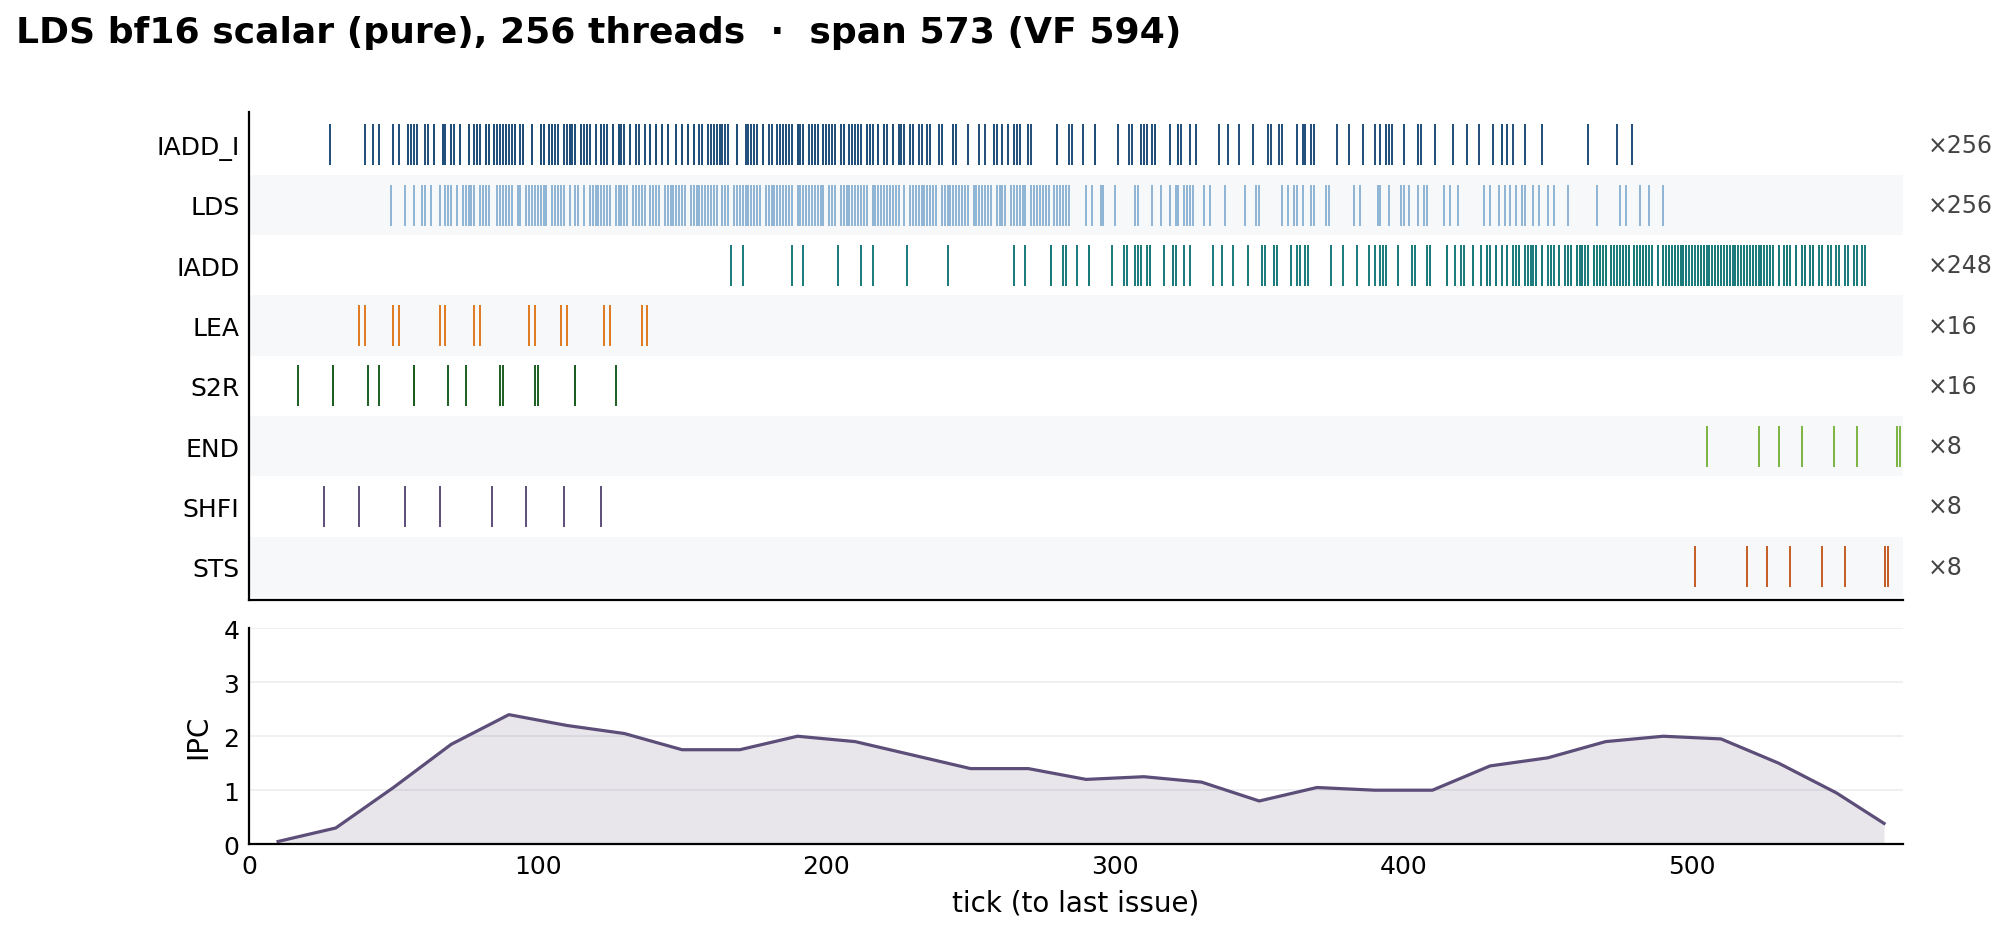 LDS bf16 scalar (pure), 256 threads · span 573 (VF 594)
IADD_I ×256
LDS ×256
IADD ×248
LEA ×16
S2R ×16
END ×8
SHFI ×8
STS ×8
4
3
2
1
0
IPC
0 100 200 300 400 500
tick (to last issue)